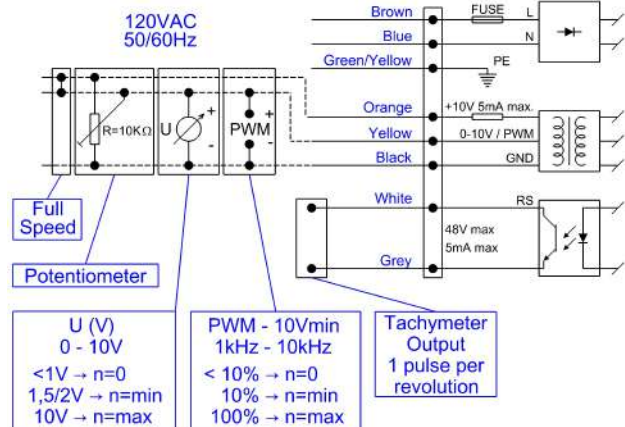 120VAC
50/60Hz
Brown
FUSE
L
Blue
N
Green/Yellow
PE
Orange
+10V 5mA max.
Yellow
0-10V / PWM
Black
GND
R=10KΩ
U
+
-
PWM
+
-
White
RS
48V max
5mA max
Grey
Full
Speed
Potentiometer
U (V)
0 - 10V
<1V → n=0
1,5/2V → n=min
10V → n=max
PWM - 10Vmin
1kHz - 10kHz
< 10% → n=0
10% → n=min
100% → n=max
Tachymeter
Output
1 pulse per
revolution